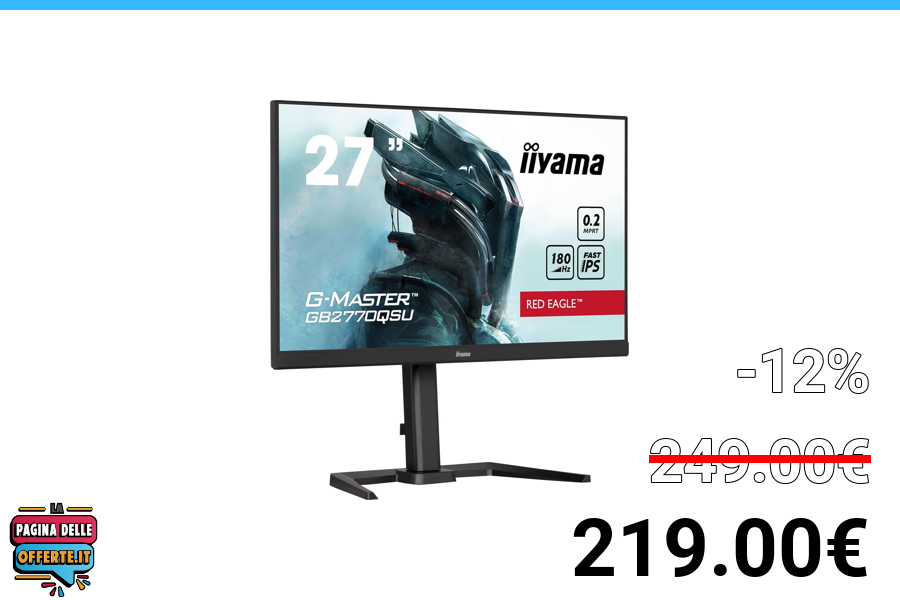 27"
iiyama
0.2
MPRT
180
Hz
FAST
iPS
G-MASTER™
GB2770QSU
RED EAGLE™
iiyama
-12%
249.00€
219.00€
LA
PAGINA DELLE
OFFERTE.IT